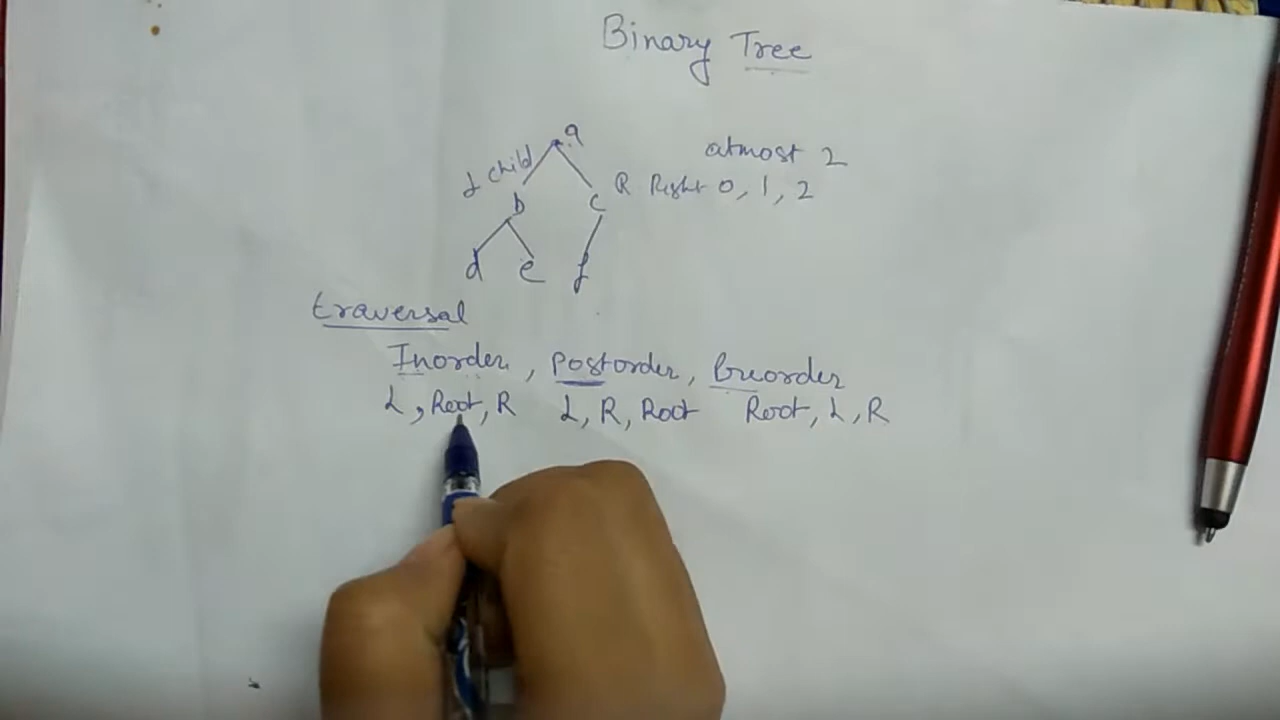 Binary Tree
a
L child
atmost 2
R Right 0, 1, 2
b c
d e f
traversal
Inorder, Postorder, Preorder
L, Root, R L, R, Root Root, L, R